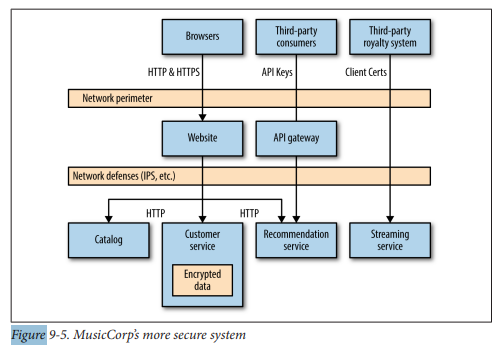 Browsers
Third-party
consumers
Third-party
royalty system
HTTP & HTTPS
API Keys
Client Certs
Network perimeter
Website
API gateway
Network defenses (IPS, etc.)
HTTP
HTTP
Catalog
Customer
service
Encrypted
data
Recommendation
service
Streaming
service
Figure 9-5. MusicCorp's more secure system